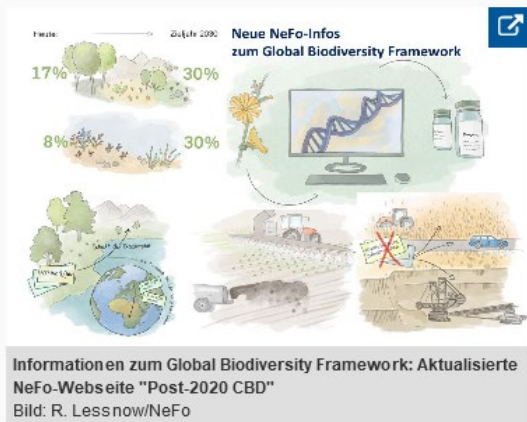 Heute:
Zieljahr 2030
Neue NeFo-Infos
zum Global Biodiversity Framework
17%
30%
8%
30%
Informationen zum Global Biodiversity Framework: Aktualisierte
NeFo-Webseite "Post-2020 CBD"
Bild: R. Lessnow/NeFo